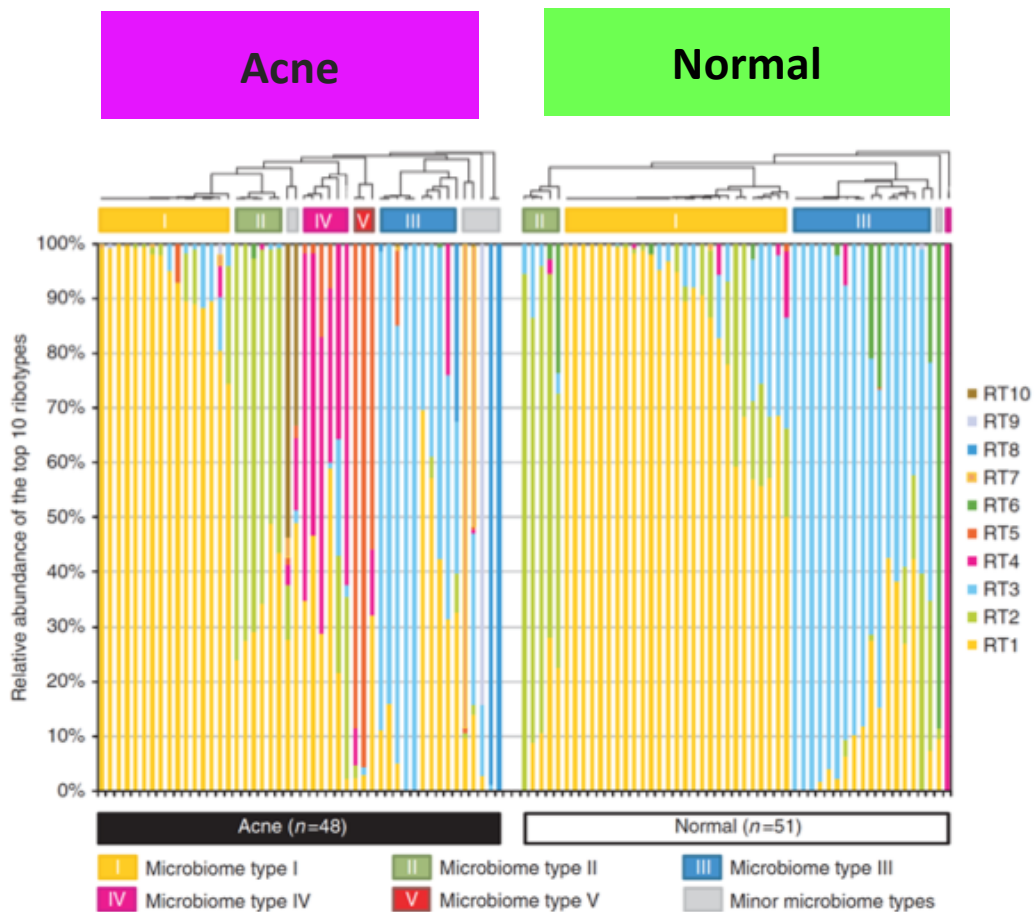 Acne Normal
I II IV V III II I III
100%
90%
80%
70%
60%
50%
40%
30%
20%
10%
0%
Relative abundance of the top 10 ribotypes
RT10
RT9
RT8
RT7
RT6
RT5
RT4
RT3
RT2
RT1
Acne (n=48) Normal (n=51)
I Microbiome type I II Microbiome type II III Microbiome type III
IV Microbiome type IV V Microbiome type V Minor microbiome types